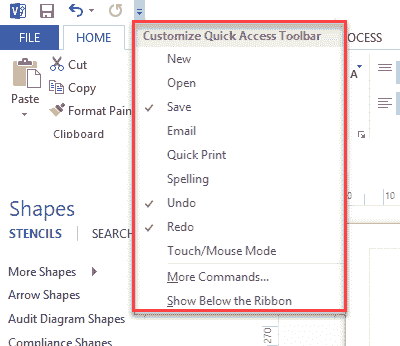 FILE
HOME
OCESS
Cut
Copy
Format Pain
Paste
Clipboard
A
Customize Quick Access Toolbar
New
Open
Save
Email
Quick Print
Spelling
Undo
Redo
Touch/Mouse Mode
More Commands...
Show Below the Ribbon
Shapes
STENCILS
SEARCH
More Shapes
Arrow Shapes
Audit Diagram Shapes
Compliance Shapes
10
270